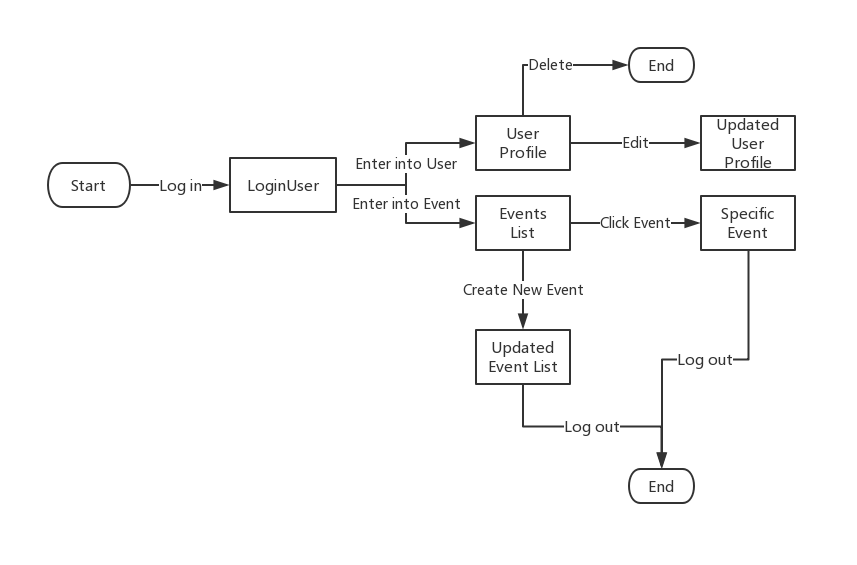 Delete
End
User
Profile
Edit
Updated
User
Profile
Enter into User
Start
Log in
LoginUser
Enter into Event
Events
List
Click Event
Specific
Event
Create New Event
Updated
Event List
Log out
Log out
End